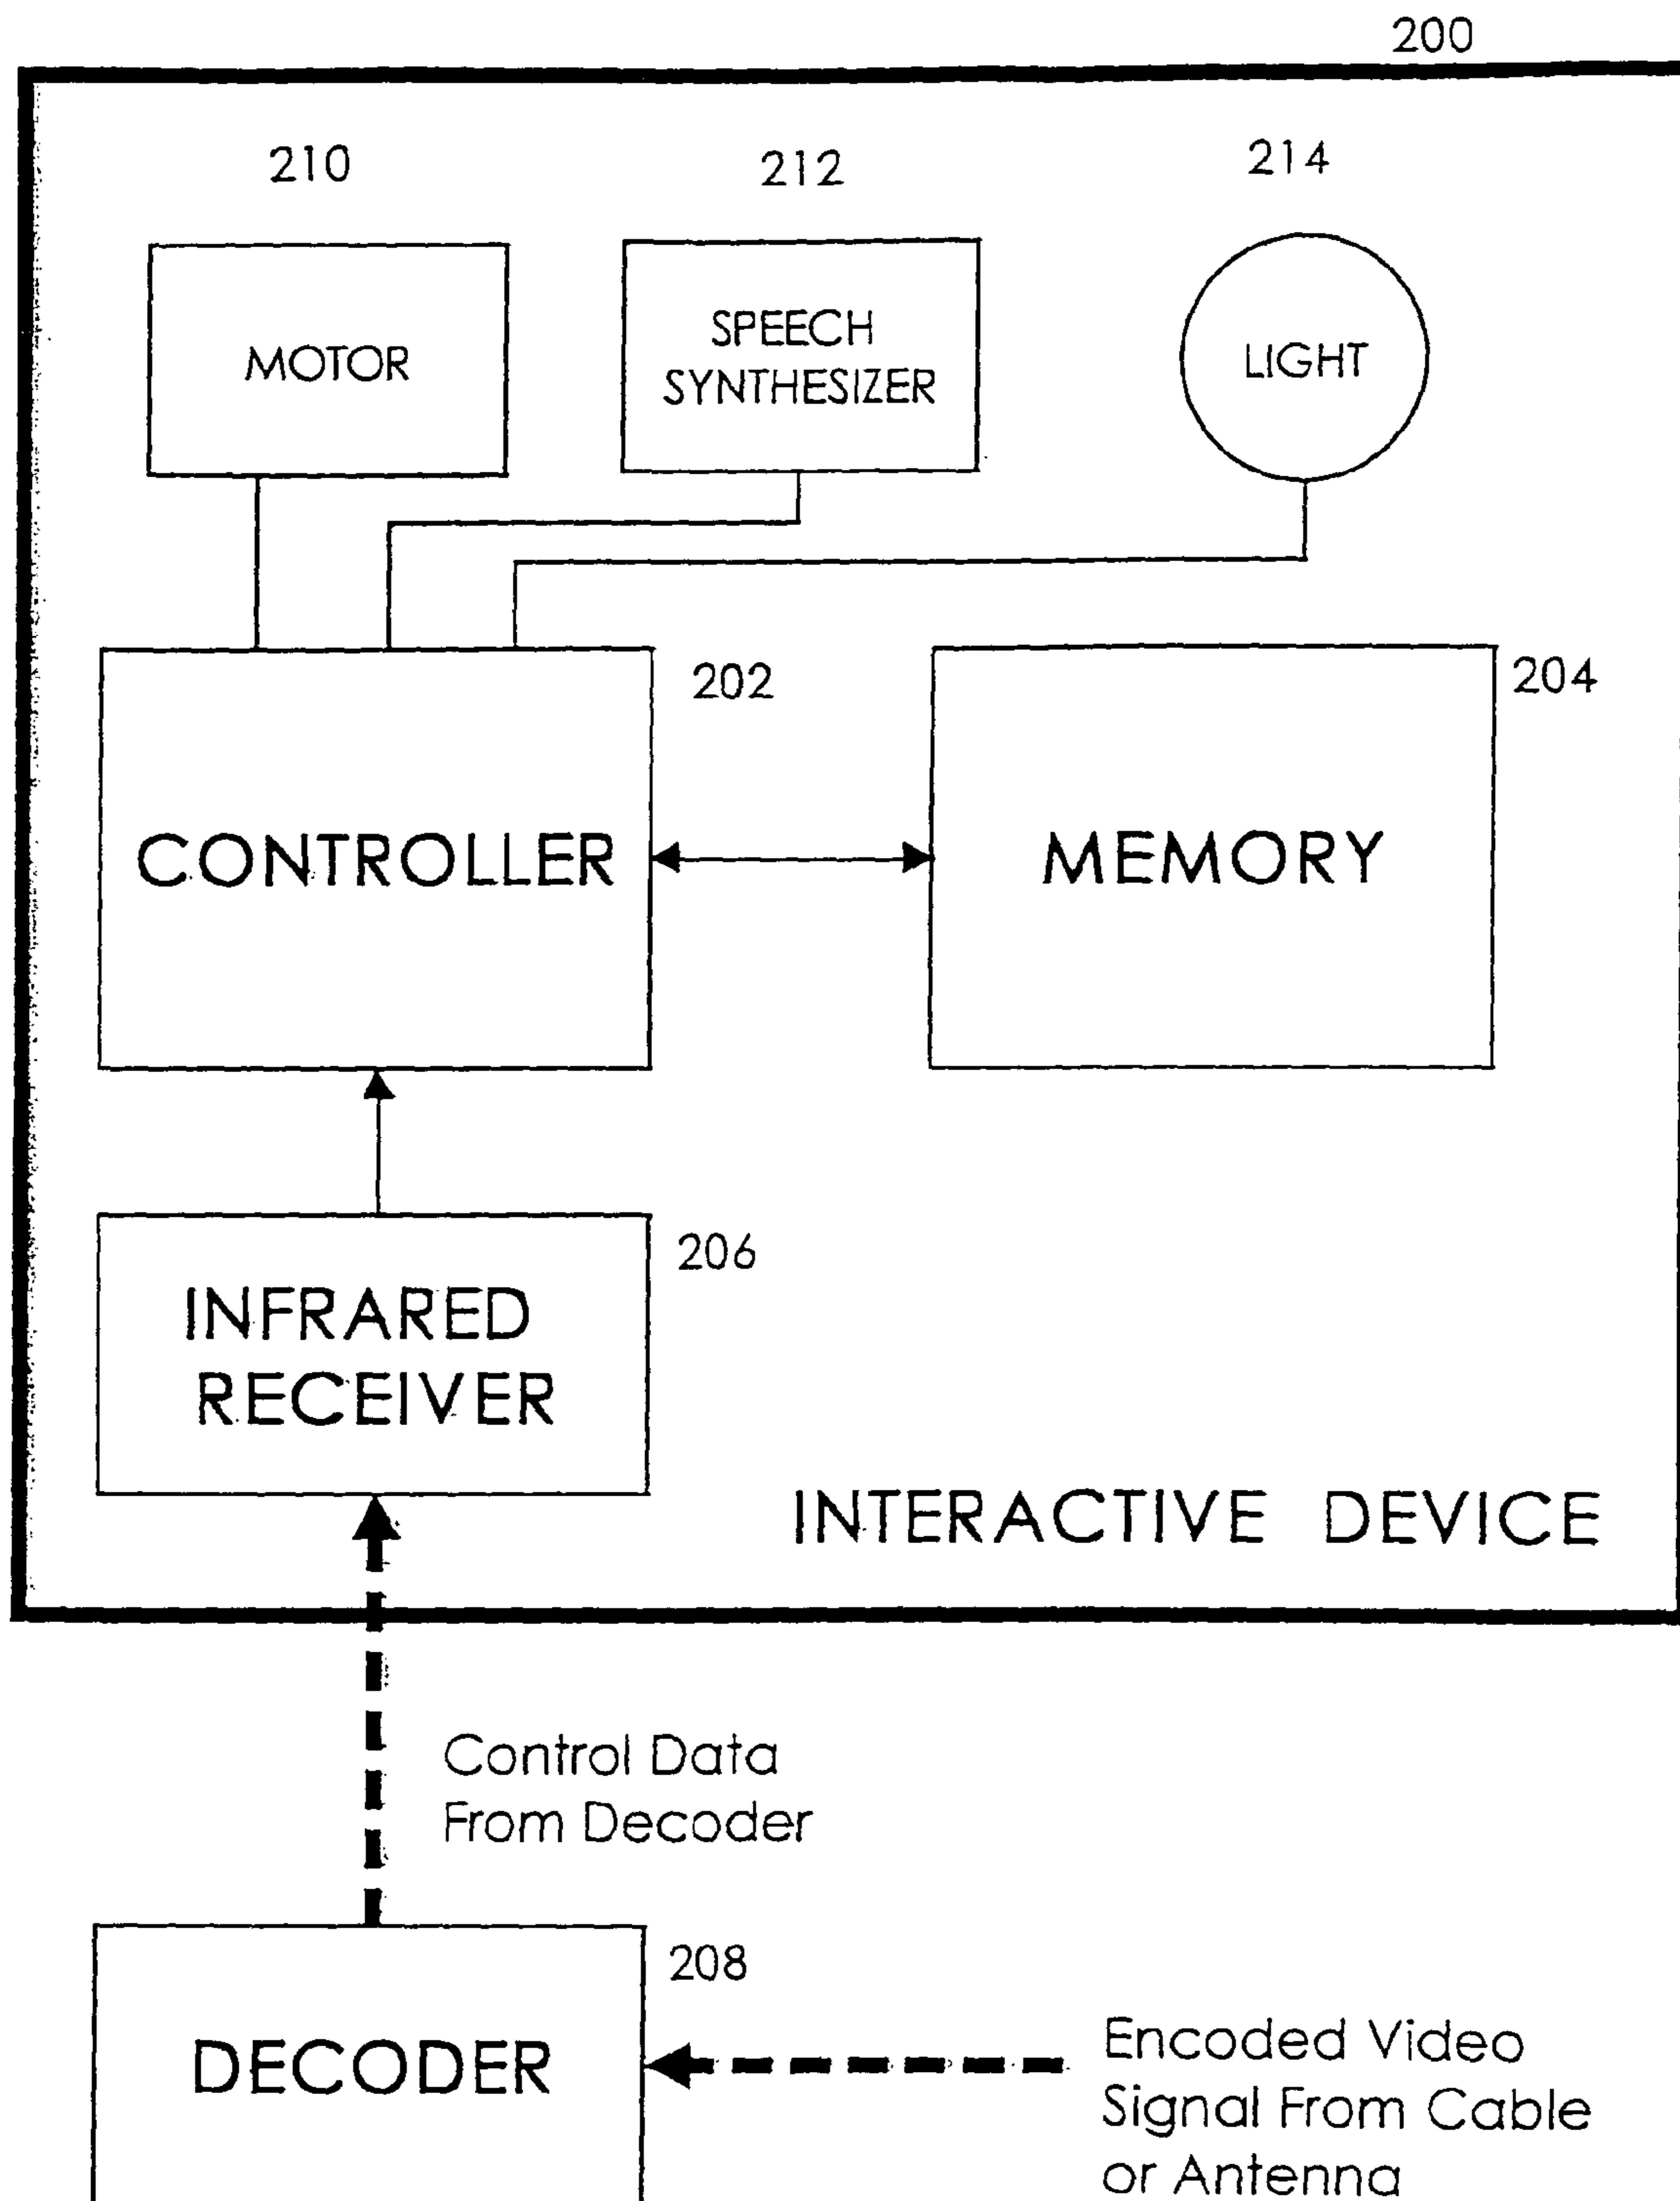 200
210
212
214
MOTOR
SPEECH
SYNTHESIZER
LIGHT
202
204
CONTROLLER
MEMORY
206
INFRARED
RECEIVER
INTERACTIVE DEVICE
Control Data
From Decoder
208
DECODER
Encoded Video
Signal From Cable
or Antenna